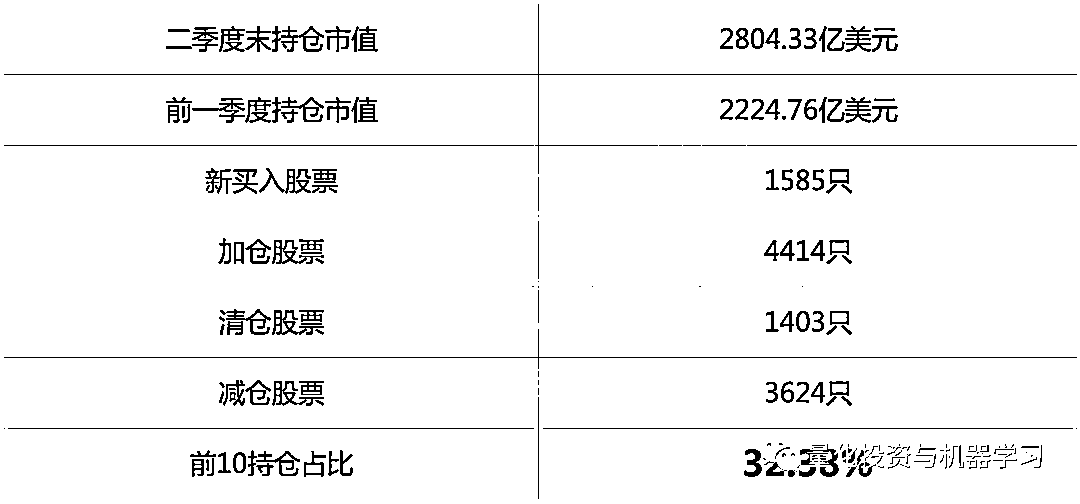 二季度末持仓市值 2804.33亿美元
前一季度持仓市值 2224.76亿美元
新买入股票 1585只
加仓股票 4414只
清仓股票 1403只
减仓股票 3624只
前10持仓占比
量化投资与机器学习